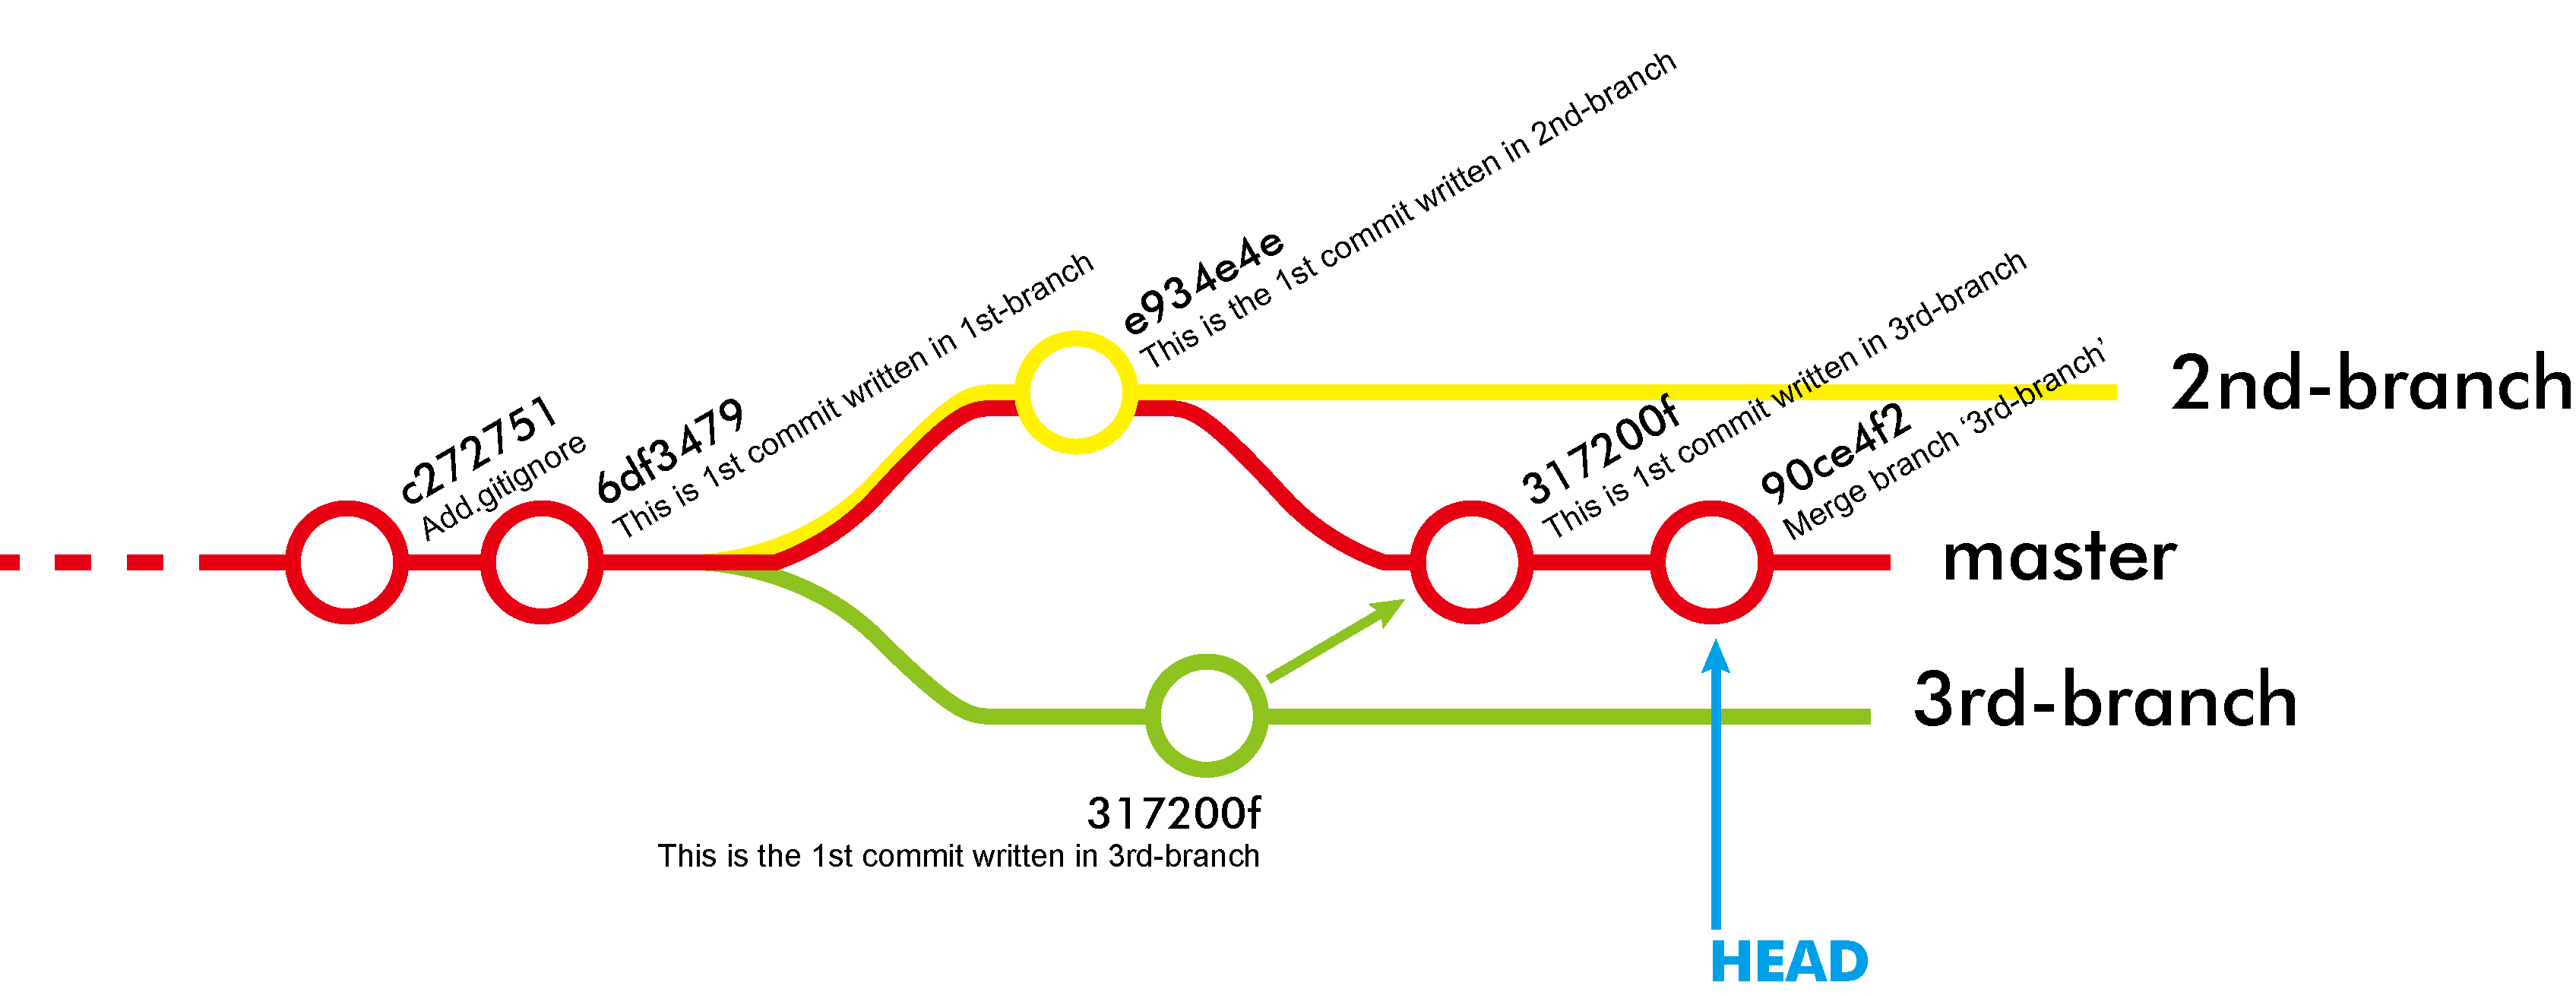 c272751
Add.gitignore
6df3479
This is 1st commit written in 1st-branch
e934e4e
This is the 1st commit written in 2nd-branch
317200f
This is 1st commit written in 3rd-branch
90ce4f2
Merge branch ‘3rd-branch’
2nd-branch
master
3rd-branch
317200f
This is the 1st commit written in 3rd-branch
HEAD